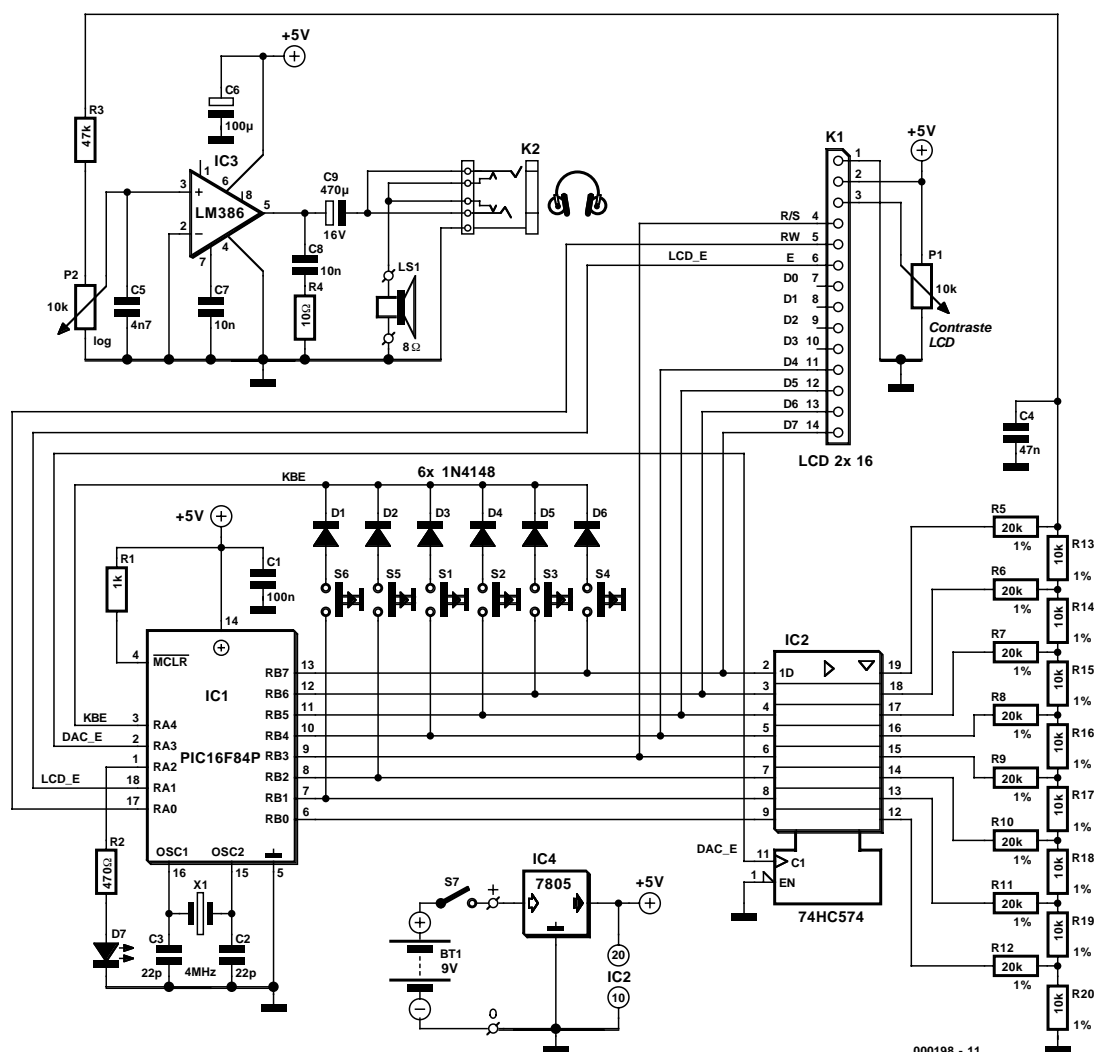 +5V
R3
47k
C6
100µ
IC3
1
6
8
3
+
LM386
5
2
–
4
7
C9
470µ
16V
K2
C8
10n
R4
10Ω
LS1
8Ω
P2
10k
log
C5
4n7
C7
10n
K1
+5V
1
2
3
R/S 4
RW 5
LCD_E
E 6
D0 7
D1 8
D2 9
D3 10
D4 11
D5 12
D6 13
D7 14
LCD 2x 16
P1
10k
Contraste
LCD
C4
47n
KBE
6x 1N4148
D1
D2
D3
D4
D5
D6
S6
S5
S1
S2
S3
S4
+5V
R1
1k
C1
100n
14
4
MCLR
IC1
PIC16F84P
KBE
3
RA4
DAC_E
2
RA3
1
RA2
LCD_E
18
RA1
17
RA0
RB7
13
RB6
12
RB5
11
RB4
10
RB3
9
RB2
8
RB1
7
RB0
6
OSC1
OSC2
16
15
5
R2
470Ω
D7
X1
C3
22p
4MHz
C2
22p
IC2
2
1D
3
4
5
6
7
8
9
19
18
17
16
15
14
13
12
DAC_E
11
C1
1
EN
74HC574
S7
+
BT1
9V
0
IC4
7805
+5V
20
IC2
10
R5
20k
1%
R6
20k
1%
R7
20k
1%
R8
20k
1%
R9
20k
1%
R10
20k
1%
R11
20k
1%
R12
20k
1%
R13
10k
1%
R14
10k
1%
R15
10k
1%
R16
10k
1%
R17
10k
1%
R18
10k
1%
R19
10k
1%
R20
10k
1%
000198 - 11